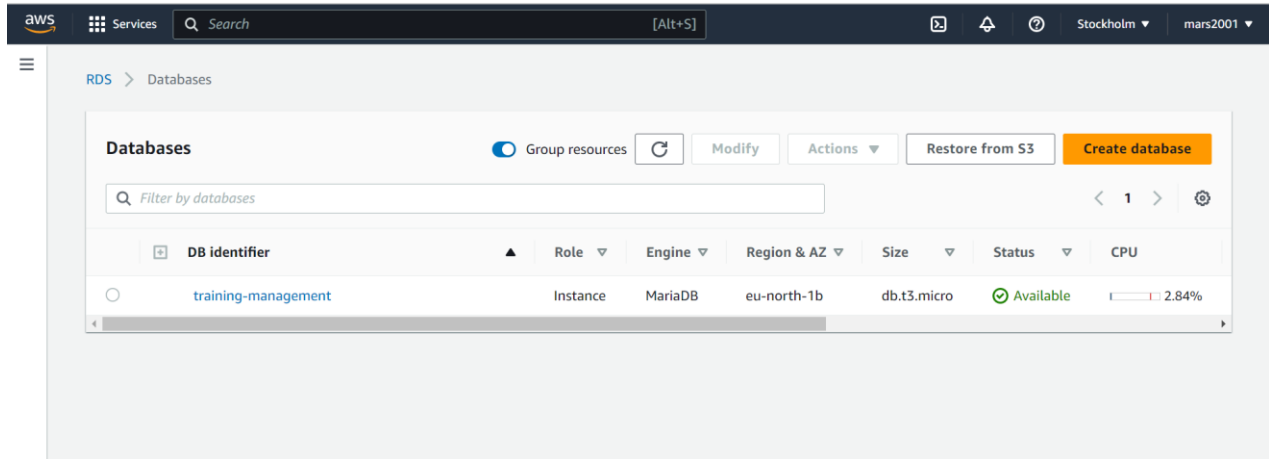 aws Services Search [Alt+S] Stockholm mars2001
RDS > Databases
Databases Group resources Modify Actions Restore from S3 Create database
Filter by databases 1
DB identifier Role Engine Region & AZ Size Status CPU
training-management Instance MariaDB eu-north-1b db.t3.micro Available 2.84%